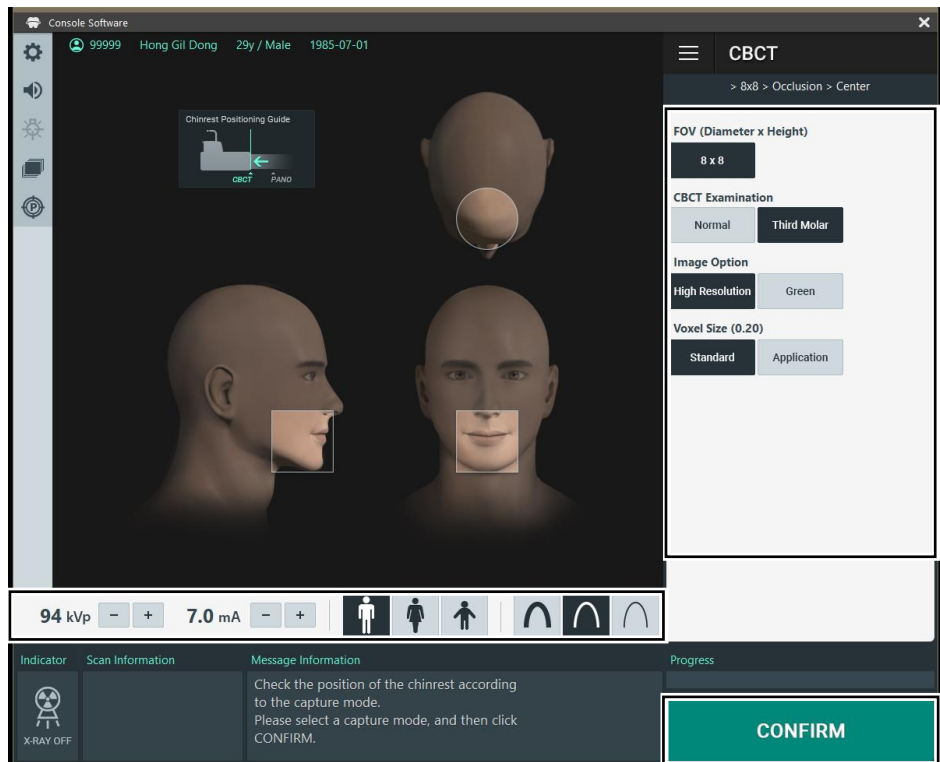 Console Software
99999 Hong Gil Dong 29y / Male 1985-07-01
CBCT
> 8x8 > Occlusion > Center
Chinrest Positioning Guide
CBCT PANO
FOV (Diameter x Height)
8 x 8
CBCT Examination
Normal Third Molar
Image Option
High Resolution Green
Voxel Size (0.20)
Standard Application
94 kVp − + 7.0 mA − +
Indicator Scan Information Message Information Progress
X-RAY OFF
Check the position of the chinrest according
to the capture mode.
Please select a capture mode, and then click
CONFIRM.
CONFIRM
P